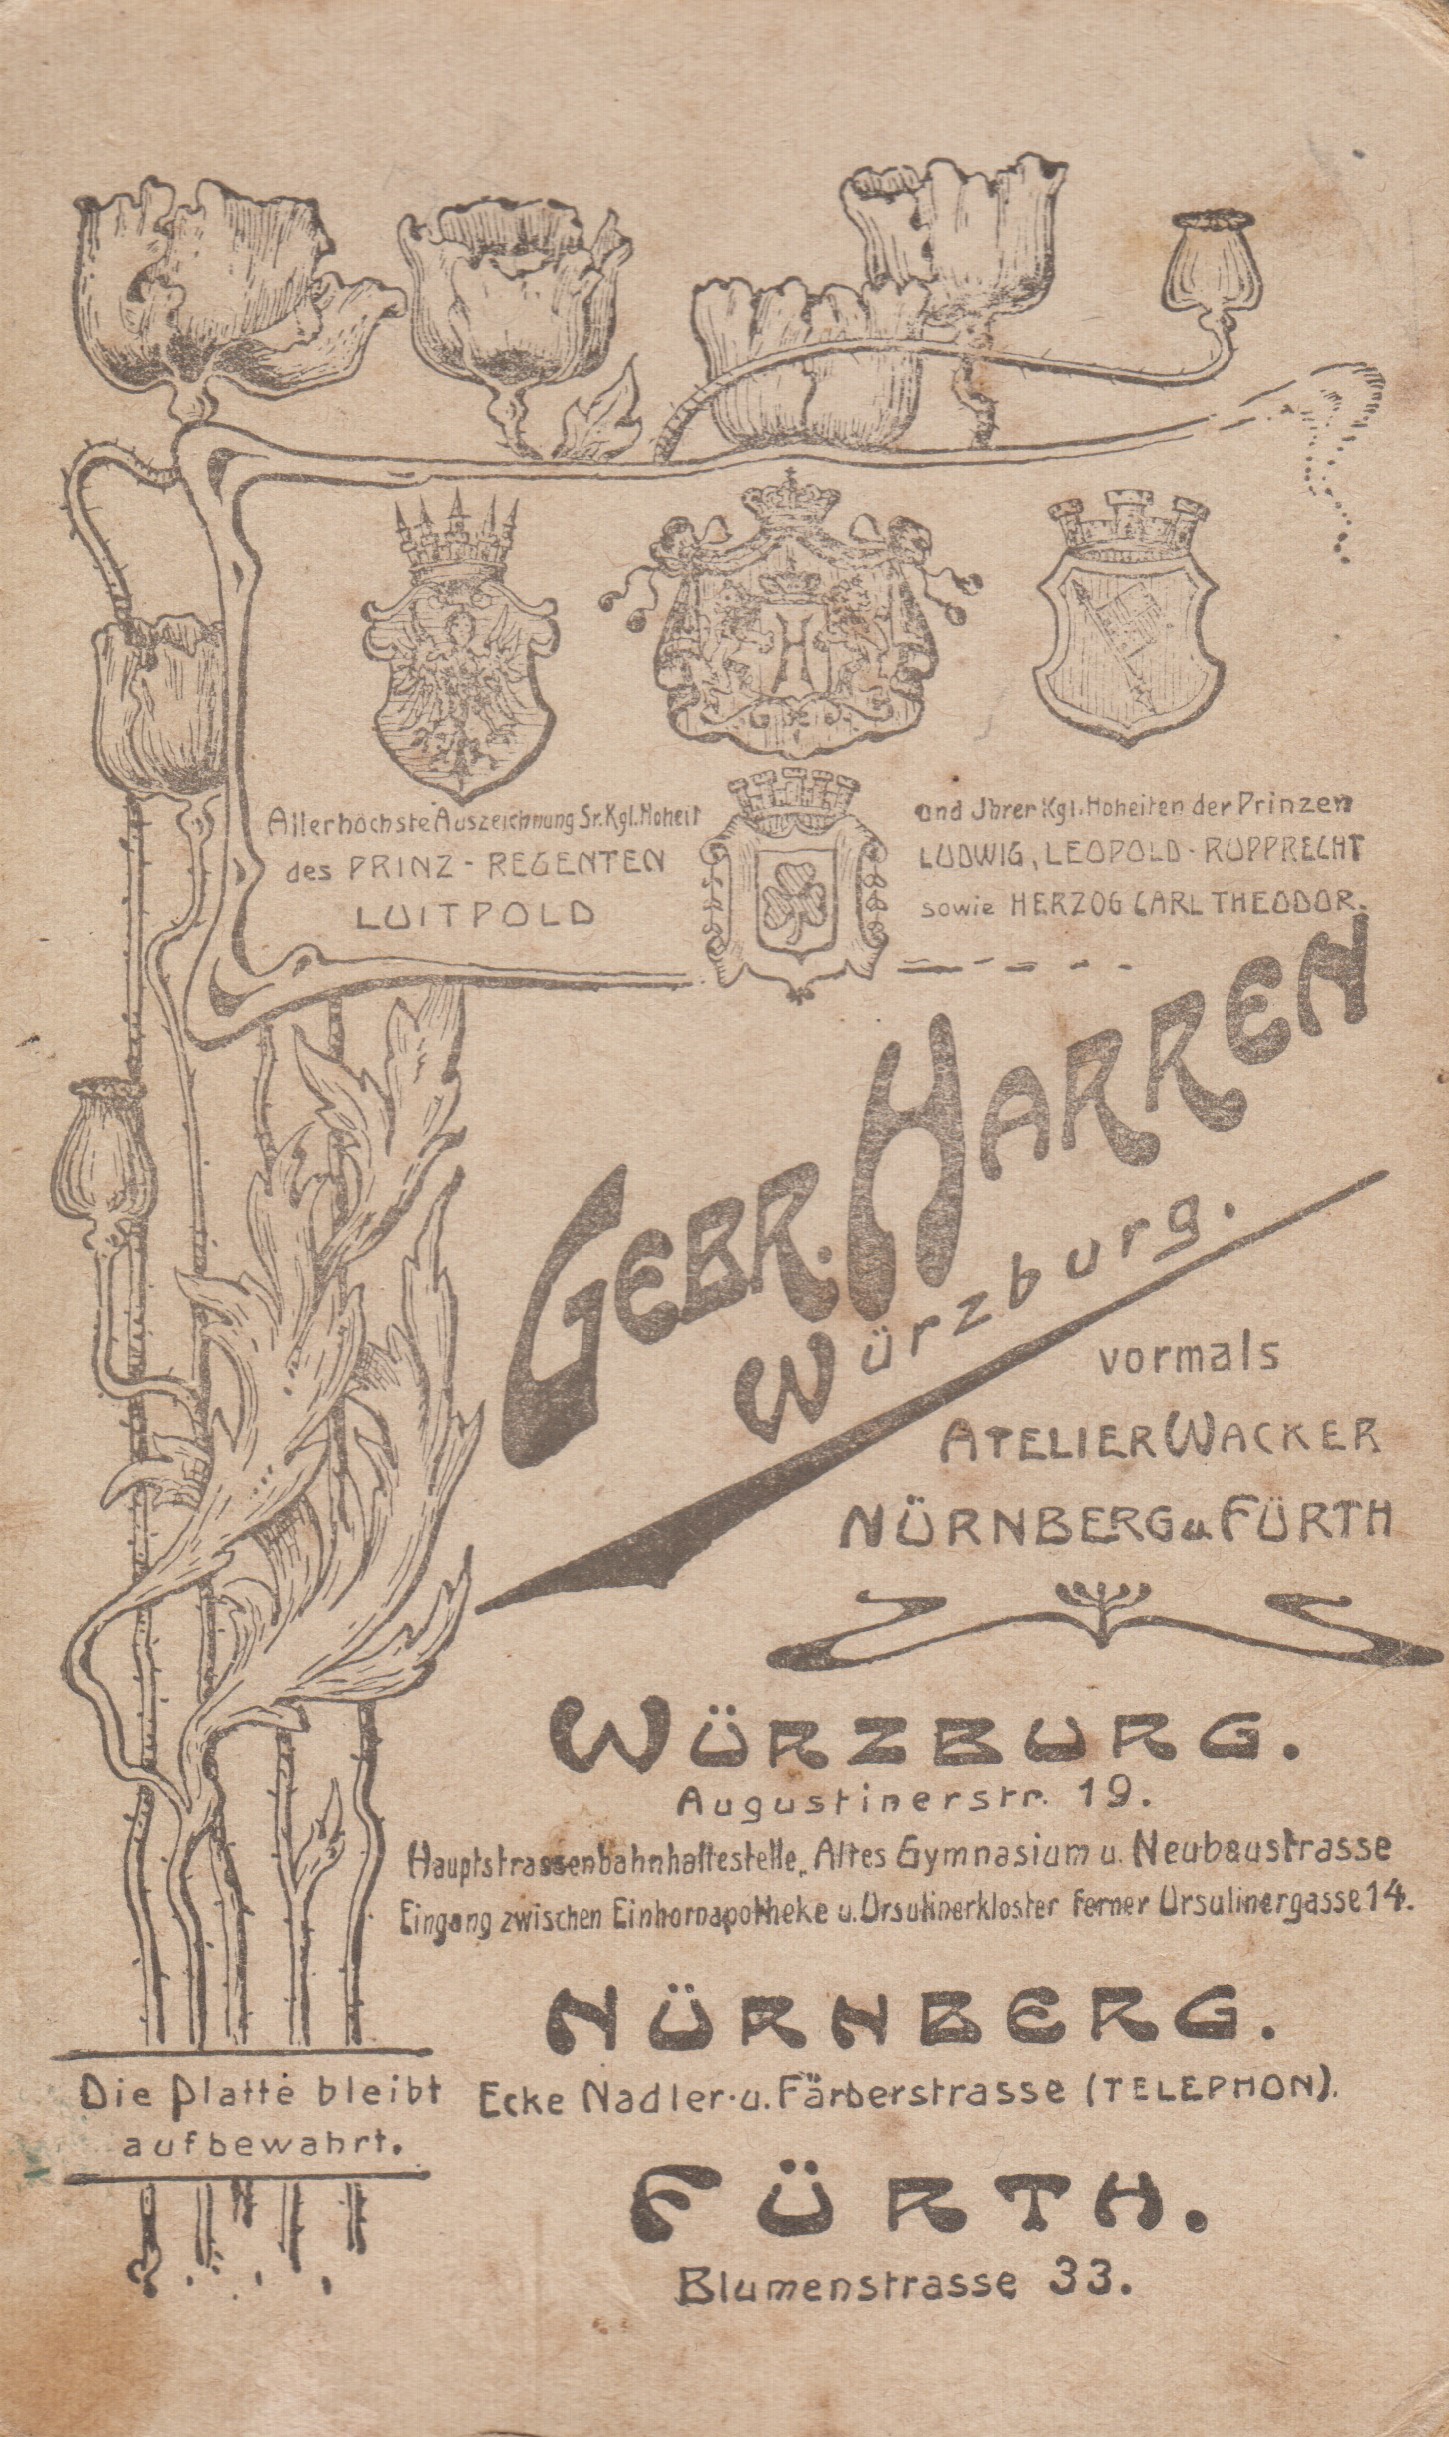 H
Allerhöchste Auszeichnung Sr. Kgl. Hoheit
des PRINZ-REGENTEN
LUITPOLD
und Jhrer Kgl. Hoheiten der Prinzen
LUDWIG, LEOPOLD - RUPPRECHT
sowie HERZOG CARL THEODOR.
GEBR. HARREN
Würzburg.
vormals
ATELIER WACKER
NÜRNBERG u. FÜRTH
WÜRZBURG.
Augustinerstr. 19.
Hauptstrassenbahnhaltestelle „ Altes Gymnasium u. Neubaustrasse
Eingang zwischen Einhornapotheke u. Ursulinerkloster ferner Ursulinergasse 14.
NÜRNBERG.
Ecke Nadler- u. Färberstrasse (TELEPHON).
FÜRTH.
Blumenstrasse 33.
Die Platte bleibt
aufbewahrt.